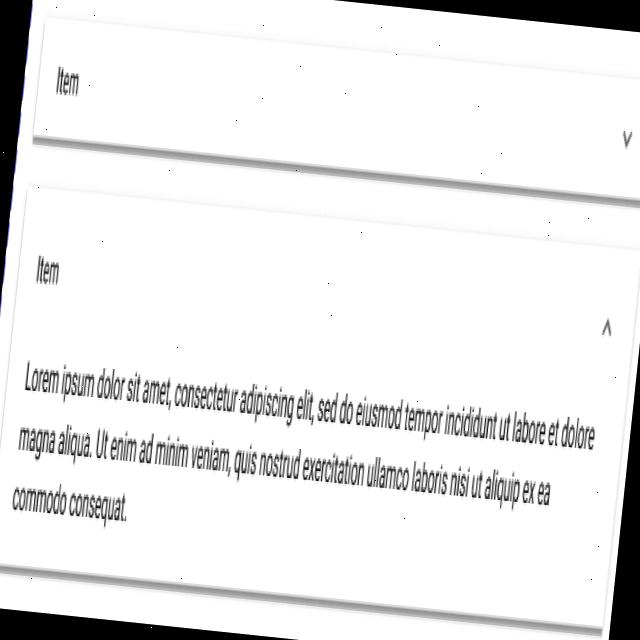 Item
Item
Lorem ipsum dolor sit amet, consectetur adipiscing elit, sed do eiusmod tempor incididunt ut labore et dolore
magna aliqua. Ut enim ad minim veniam, quis nostrud exercitation ullamco laboris nisi ut aliquip ex ea
commodo consequat.